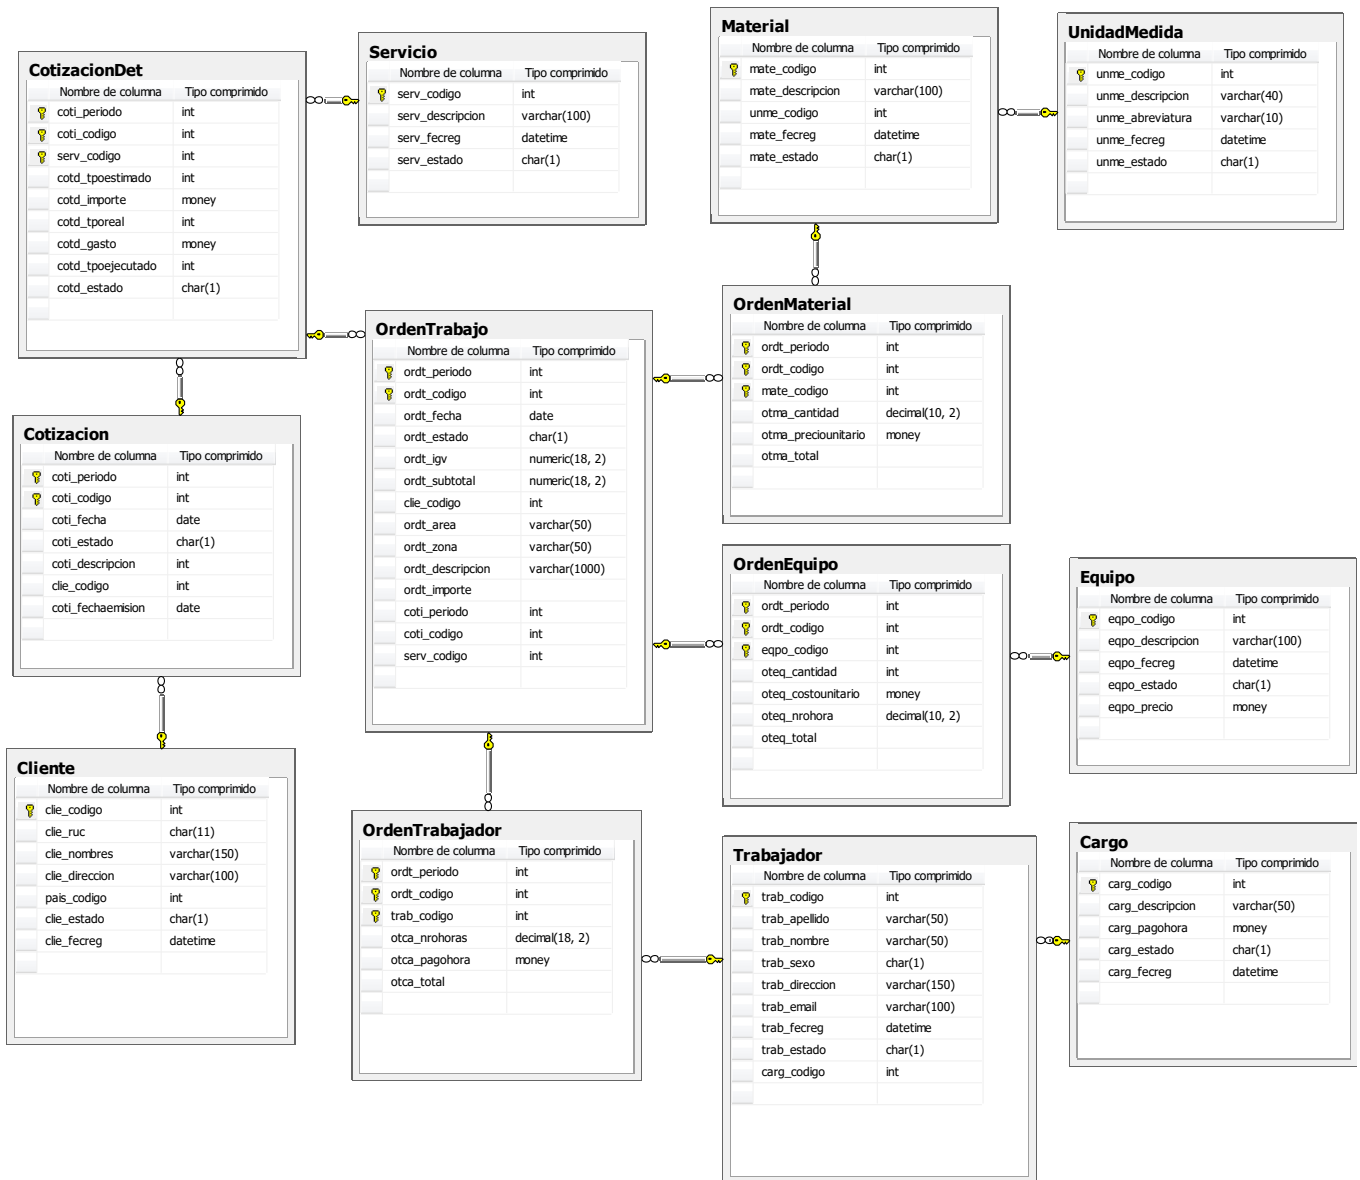 CotizacionDet
Nombre de columna Tipo comprimido
coti_periodo int
coti_codigo int
serv_codigo int
cotd_tpoestimado int
cotd_importe money
cotd_tporeal int
cotd_gasto money
cotd_tpoejecutado int
cotd_estado char(1)
Servicio
Nombre de columna Tipo comprimido
serv_codigo int
serv_descripcion varchar(100)
serv_fecreg datetime
serv_estado char(1)
Material
Nombre de columna Tipo comprimido
mate_codigo int
mate_descripcion varchar(100)
unme_codigo int
mate_fecreg datetime
mate_estado char(1)
UnidadMedida
Nombre de columna Tipo comprimido
unme_codigo int
unme_descripcion varchar(40)
unme_abreviatura varchar(10)
unme_fecreg datetime
unme_estado char(1)
OrdenTrabajo
Nombre de columna Tipo comprimido
ordt_periodo int
ordt_codigo int
ordt_fecha date
ordt_estado char(1)
ordt_igv numeric(18, 2)
ordt_subtotal numeric(18, 2)
clie_codigo int
ordt_area varchar(50)
ordt_zona varchar(50)
ordt_descripcion varchar(1000)
ordt_importe
coti_periodo int
coti_codigo int
serv_codigo int
OrdenMaterial
Nombre de columna Tipo comprimido
ordt_periodo int
ordt_codigo int
mate_codigo int
otma_cantidad decimal(10, 2)
otma_preciounitario money
otma_total
Cotizacion
Nombre de columna Tipo comprimido
coti_periodo int
coti_codigo int
coti_fecha date
coti_estado char(1)
coti_descripcion int
clie_codigo int
coti_fechaemision date
OrdenEquipo
Nombre de columna Tipo comprimido
ordt_periodo int
ordt_codigo int
eqpo_codigo int
oteq_cantidad int
oteq_costounitario money
oteq_nrohora decimal(10, 2)
oteq_total
Equipo
Nombre de columna Tipo comprimido
eqpo_codigo int
eqpo_descripcion varchar(100)
eqpo_fecreg datetime
eqpo_estado char(1)
eqpo_precio money
Cliente
Nombre de columna Tipo comprimido
clie_codigo int
clie_ruc char(11)
clie_nombres varchar(150)
clie_direccion varchar(100)
pais_codigo int
clie_estado char(1)
clie_fecreg datetime
OrdenTrabajador
Nombre de columna Tipo comprimido
ordt_periodo int
ordt_codigo int
trab_codigo int
otca_nrohoras decimal(18, 2)
otca_pagohora money
otca_total
Trabajador
Nombre de columna Tipo comprimido
trab_codigo int
trab_apellido varchar(50)
trab_nombre varchar(50)
trab_sexo char(1)
trab_direccion varchar(150)
trab_email varchar(100)
trab_fecreg datetime
trab_estado char(1)
carg_codigo int
Cargo
Nombre de columna Tipo comprimido
carg_codigo int
carg_descripcion varchar(50)
carg_pagohora money
carg_estado char(1)
carg_fecreg datetime